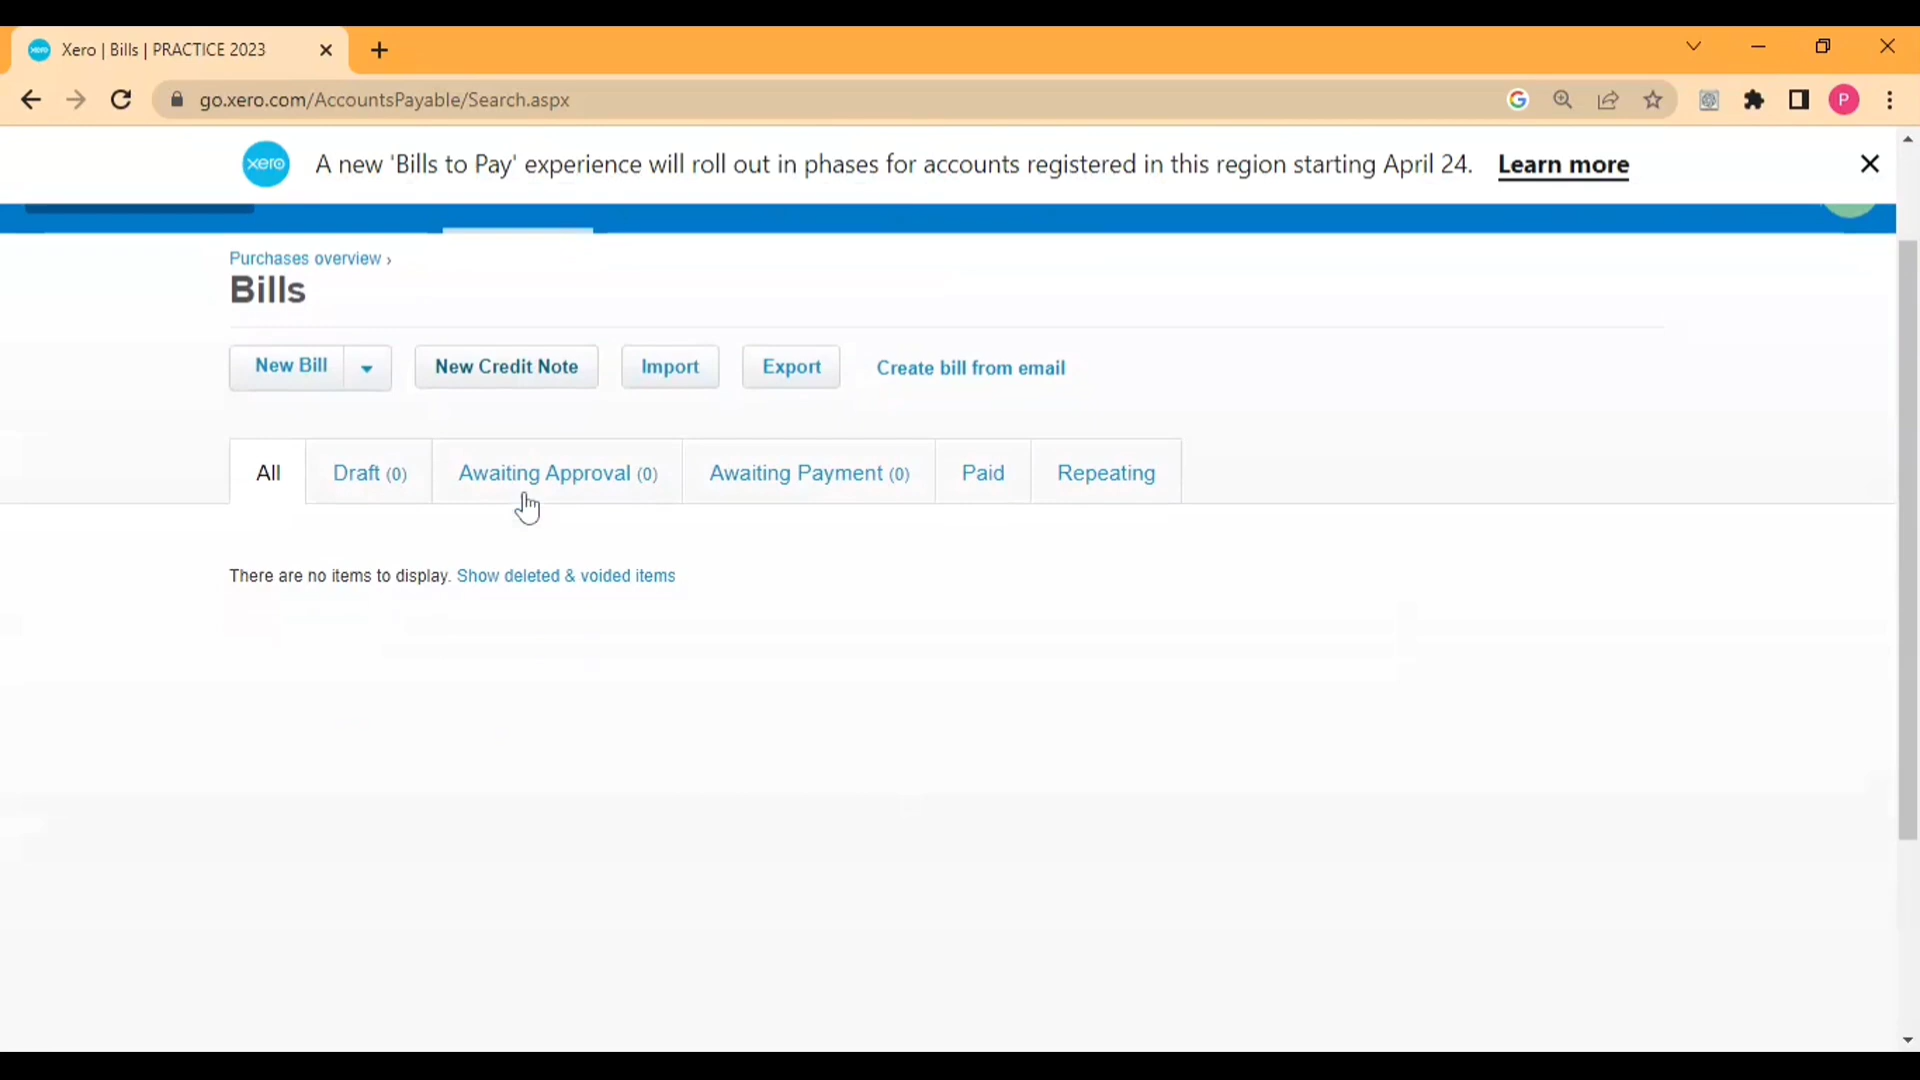 Xero | Bills | PRACTICE 2023
go.xero.com/AccountsPayable/Search.aspx
P
xero
A new 'Bills to Pay' experience will roll out in phases for accounts registered in this region starting April 24. Learn more
Purchases overview ›
Bills
New Bill
New Credit Note
Import
Export
Create bill from email
All
Draft (0)
Awaiting Approval (0)
Awaiting Payment (0)
Paid
Repeating
There are no items to display. Show deleted & voided items